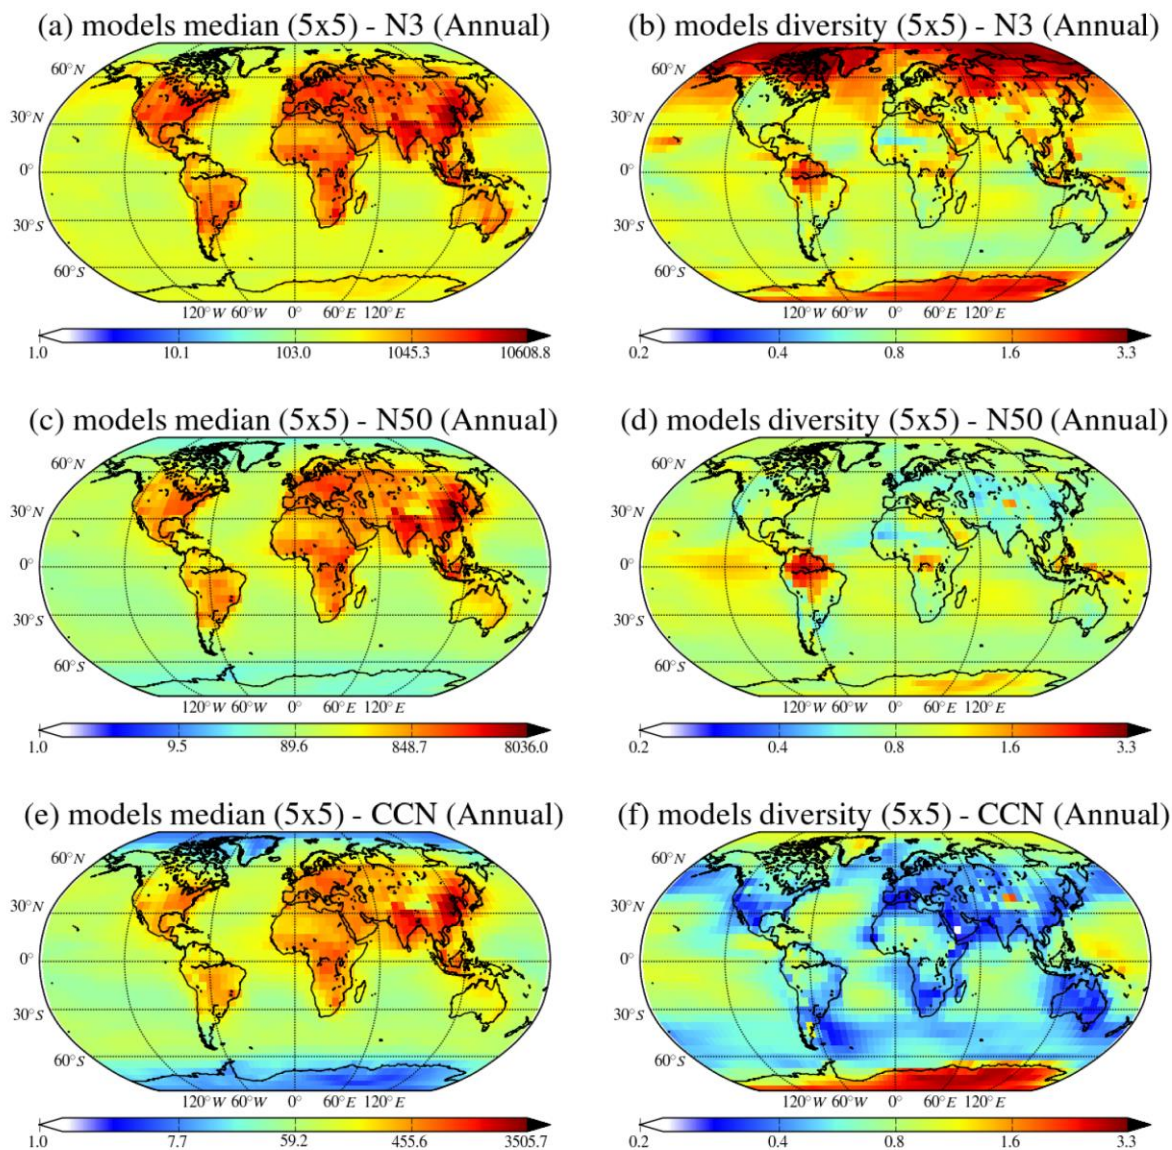 (a) models median (5x5) - N3 (Annual)
(b) models diversity (5x5) - N3 (Annual)
60°N
30°N
0°
30°S
60°S
120°W 60°W 0° 60°E 120°E
1.0 10.1 103.0 1045.3 10608.8
60°N
30°N
0°
30°S
60°S
120°W 60°W 0° 60°E 120°E
0.2 0.4 0.8 1.6 3.3
(c) models median (5x5) - N50 (Annual)
(d) models diversity (5x5) - N50 (Annual)
60°N
30°N
0°
30°S
60°S
120°W 60°W 0° 60°E 120°E
1.0 9.5 89.6 848.7 8036.0
60°N
30°N
0°
30°S
60°S
120°W 60°W 0° 60°E 120°E
0.2 0.4 0.8 1.6 3.3
(e) models median (5x5) - CCN (Annual)
(f) models diversity (5x5) - CCN (Annual)
60°N
30°N
0°
30°S
60°S
120°W 60°W 0° 60°E 120°E
1.0 7.7 59.2 455.6 3505.7
60°N
30°N
0°
30°S
60°S
120°W 60°W 0° 60°E 120°E
0.2 0.4 0.8 1.6 3.3